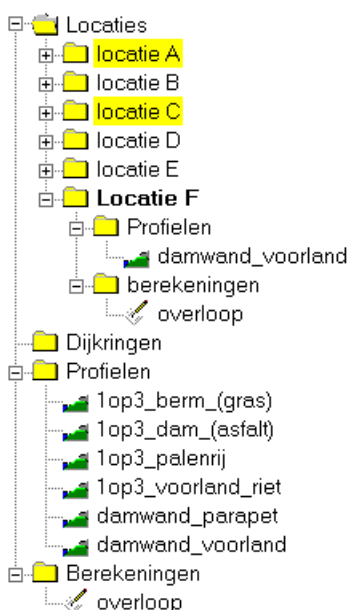 Locaties
locatie A
locatie B
locatie C
locatie D
locatie E
Locatie F
Profielen
damwand_voorland
berekeningen
overloop
Dijkringen
Profielen
1op3_berm_(gras)
1op3_dam_(asfalt)
1op3_palenrij
1op3_voorland_riet
damwand_parapet
damwand_voorland
Berekeningen
overloop